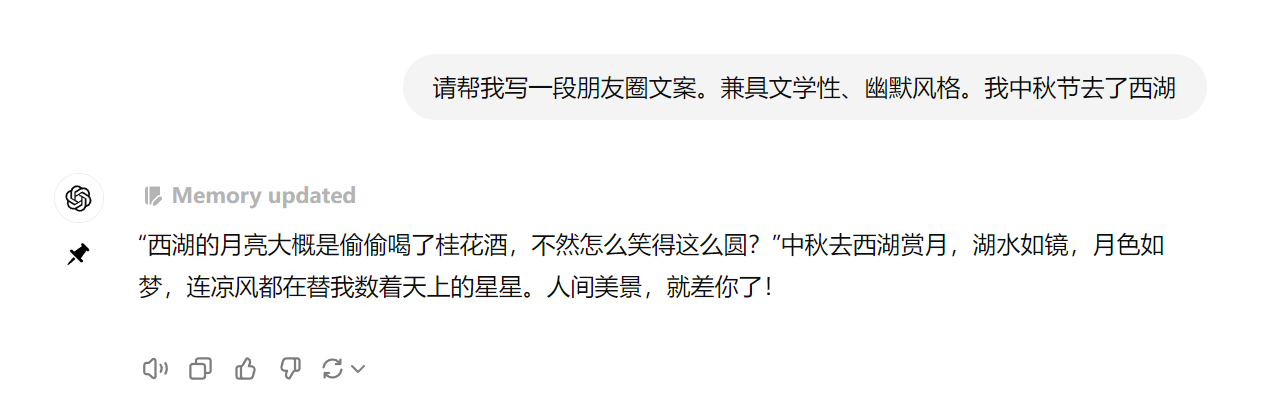 请帮我写一段朋友圈文案。兼具文学性、幽默风格。我中秋节去了西湖
Memory updated
“西湖的月亮大概是偷偷喝了桂花酒，不然怎么笑得这么圆？”中秋去西湖赏月，湖水如镜，月色如
梦，连凉风都在替我数着天上的星星。人间美景，就差你了！